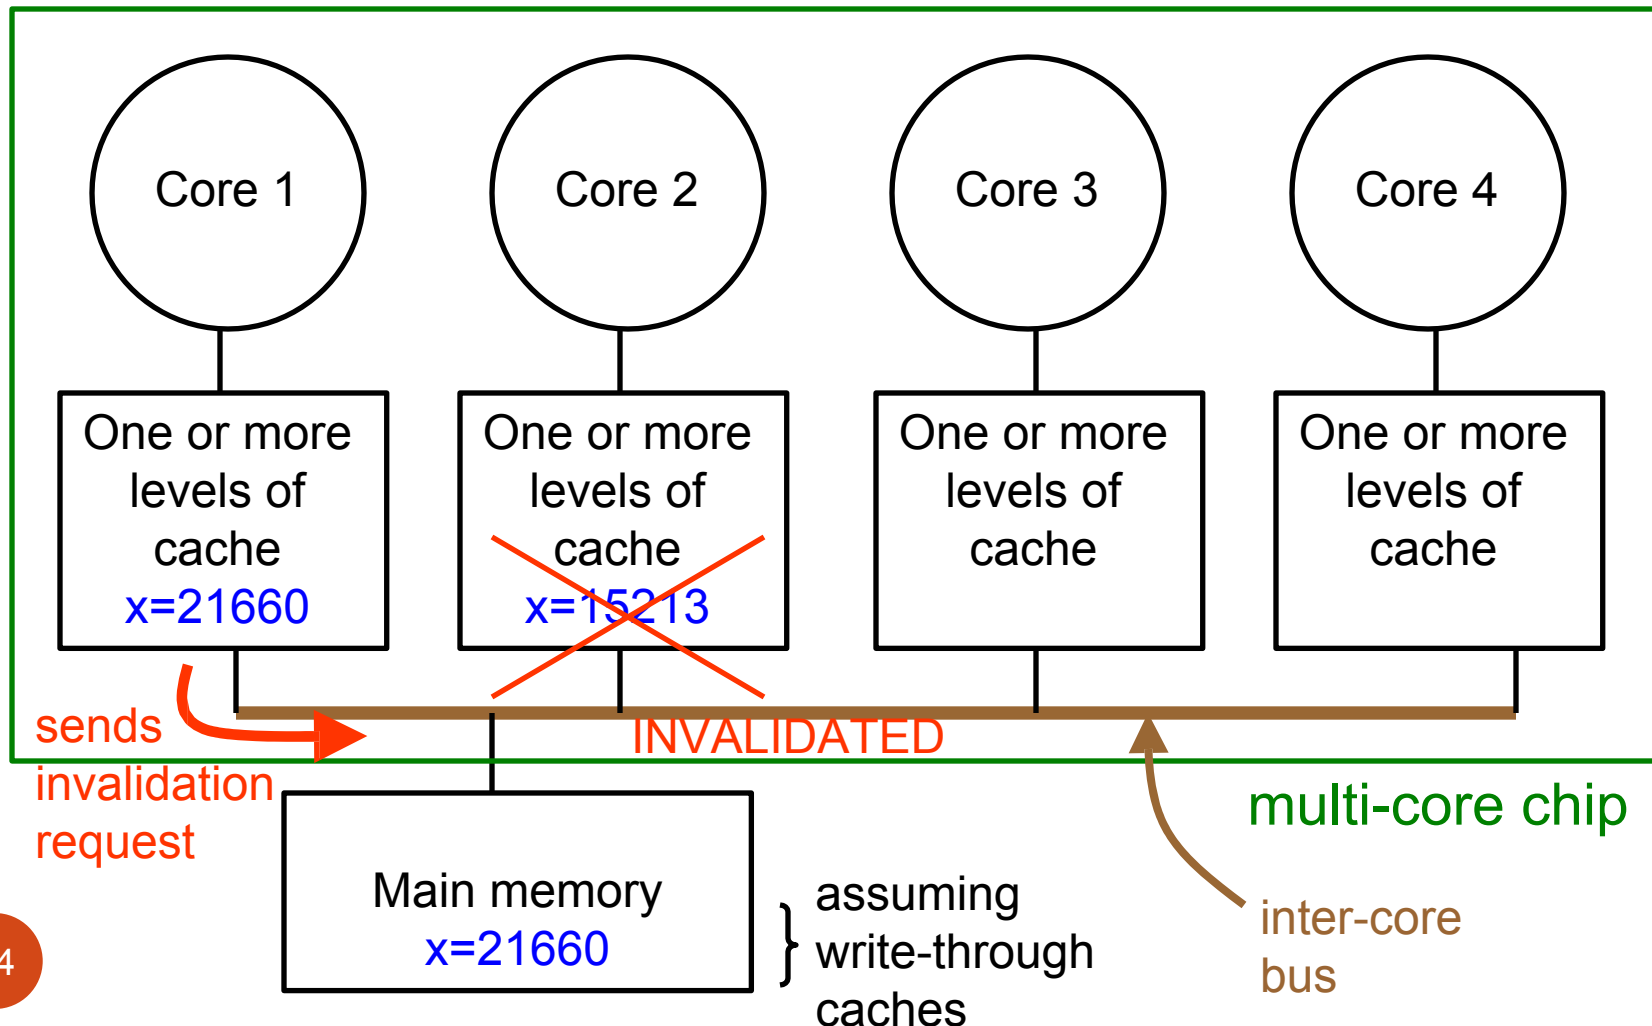 Core 1
Core 2
Core 3
Core 4
One or more
levels of
cache
x=21660
One or more
levels of
cache
x=15213
One or more
levels of
cache
One or more
levels of
cache
sends
invalidation
request
INVALIDATED
multi-core chip
Main memory
x=21660
assuming
write-through
caches
inter-core
bus
4